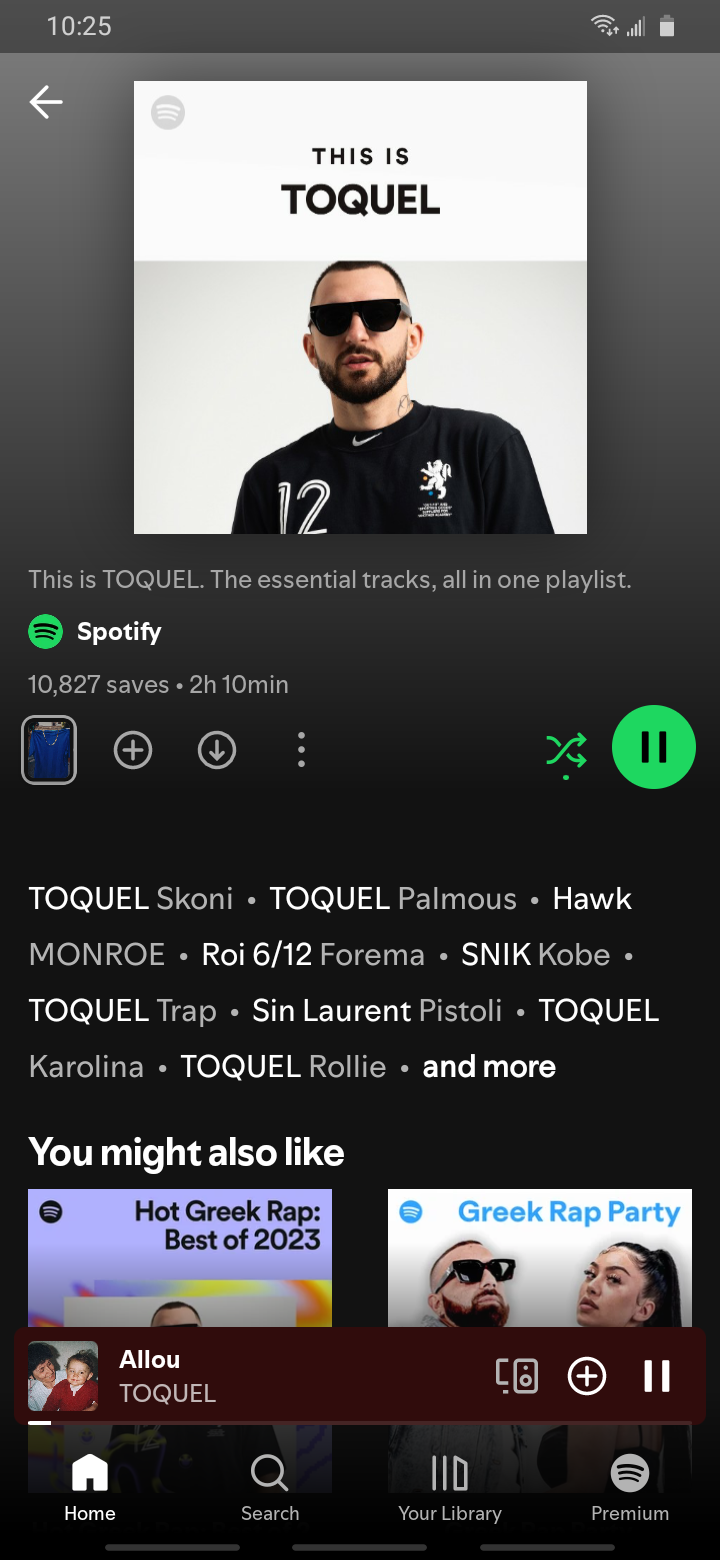 10:25
THIS IS
TOQUEL
12
This is TOQUEL. The essential tracks, all in one playlist.
Spotify
10,827 saves • 2h 10min
TOQUEL Skoni • TOQUEL Palmous • Hawk
MONROE • Roi 6/12 Forema • SNIK Kobe •
TOQUEL Trap • Sin Laurent Pistoli • TOQUEL
Karolina • TOQUEL Rollie • and more
You might also like
Hot Greek Rap:
Best of 2023
Greek Rap Party
Allou
TOQUEL
Home
Search
Your Library
Premium